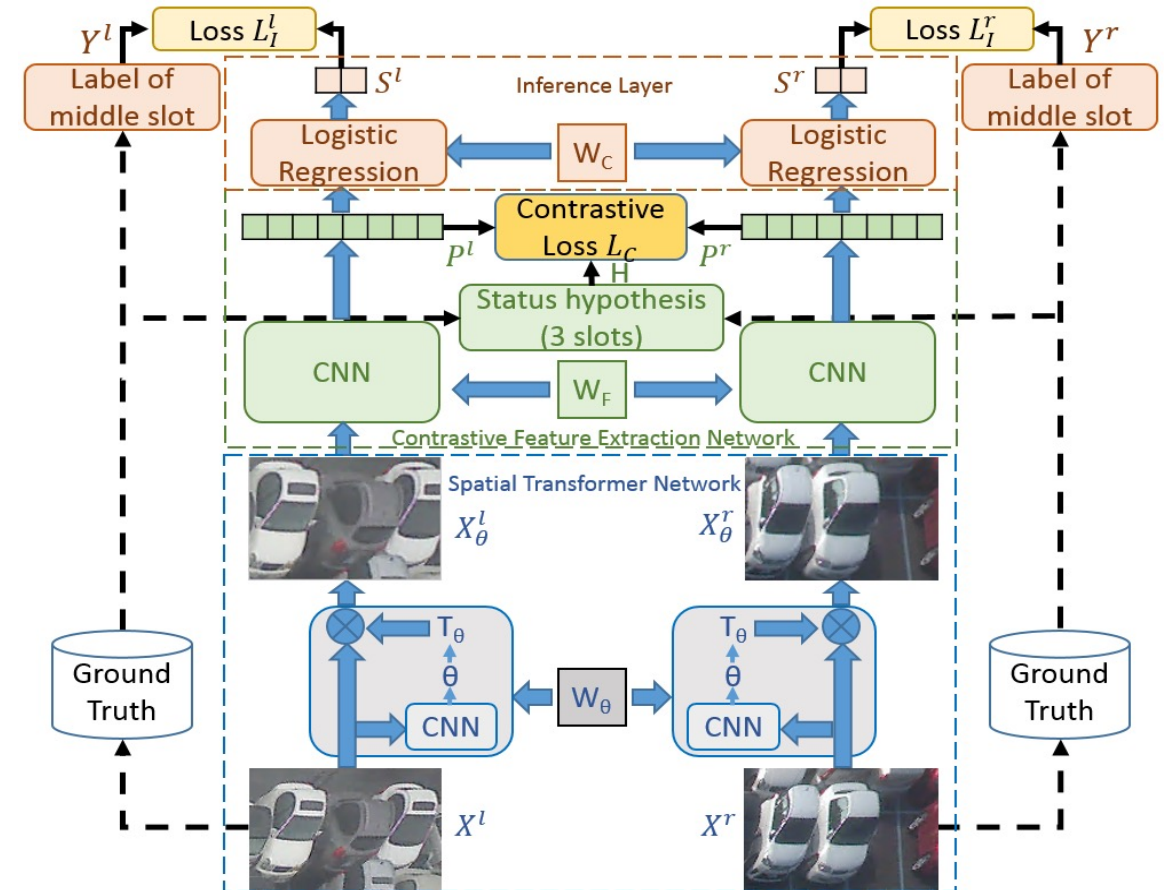 Loss $L_I^l$
Loss $L_I^r$
$Y^l$
$Y^r$
Label of
middle slot
$S^l$
Inference Layer
$S^r$
Label of
middle slot
Logistic
Regression
W_C
Logistic
Regression
Contrastive
Loss $L_C$
$P^l$
$P^r$
H
Status hypothesis
(3 slots)
CNN
W_F
CNN
Contrastive Feature Extraction Network
Spatial Transformer Network
$X_θ^l$
$X_θ^r$
T_θ
T_θ
θ
θ
Ground
Truth
W_θ
Ground
Truth
CNN
CNN
$X^l$
$X^r$